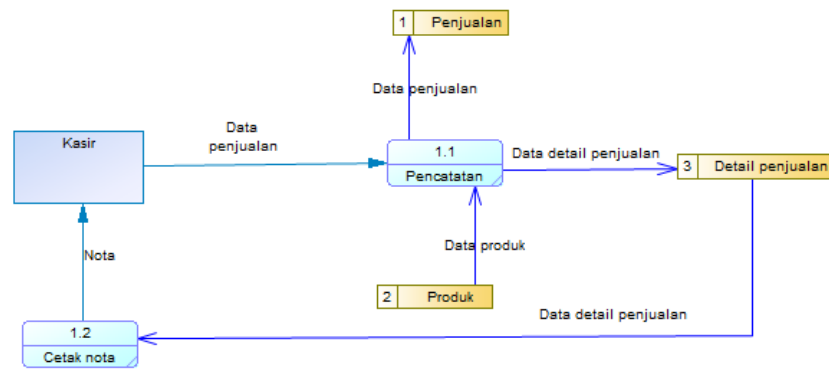 1 Penjualan
Data penjualan
Kasir
Data
penjualan
1.1
Pencatatan
Data detail penjualan
3 Detail penjualan
Data produk
Nota
2 Produk
Data detail penjualan
1.2
Cetak nota